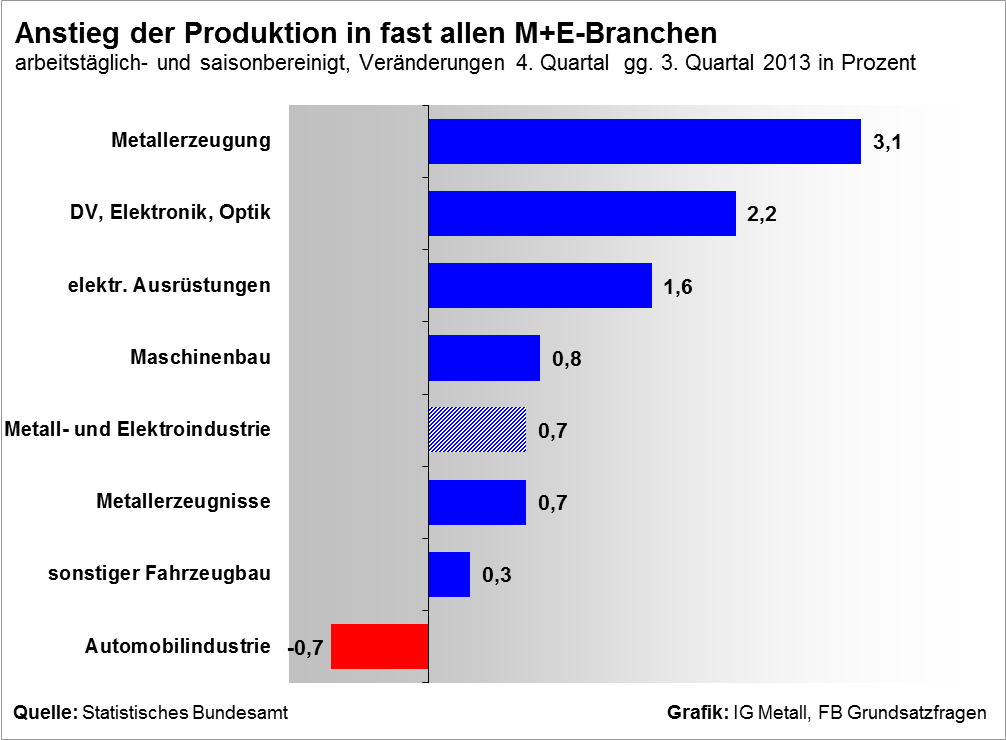 Anstieg der Produktion in fast allen M+E-Branchen
arbeitstäglich- und saisonbereinigt, Veränderungen 4. Quartal gg. 3. Quartal 2013 in Prozent
Metallerzeugung 3,1
DV, Elektronik, Optik 2,2
elektr. Ausrüstungen 1,6
Maschinenbau 0,8
Metall- und Elektroindustrie 0,7
Metallerzeugnisse 0,7
sonstiger Fahrzeugbau 0,3
Automobilindustrie -0,7
Quelle: Statistisches Bundesamt Grafik: IG Metall, FB Grundsatzfragen